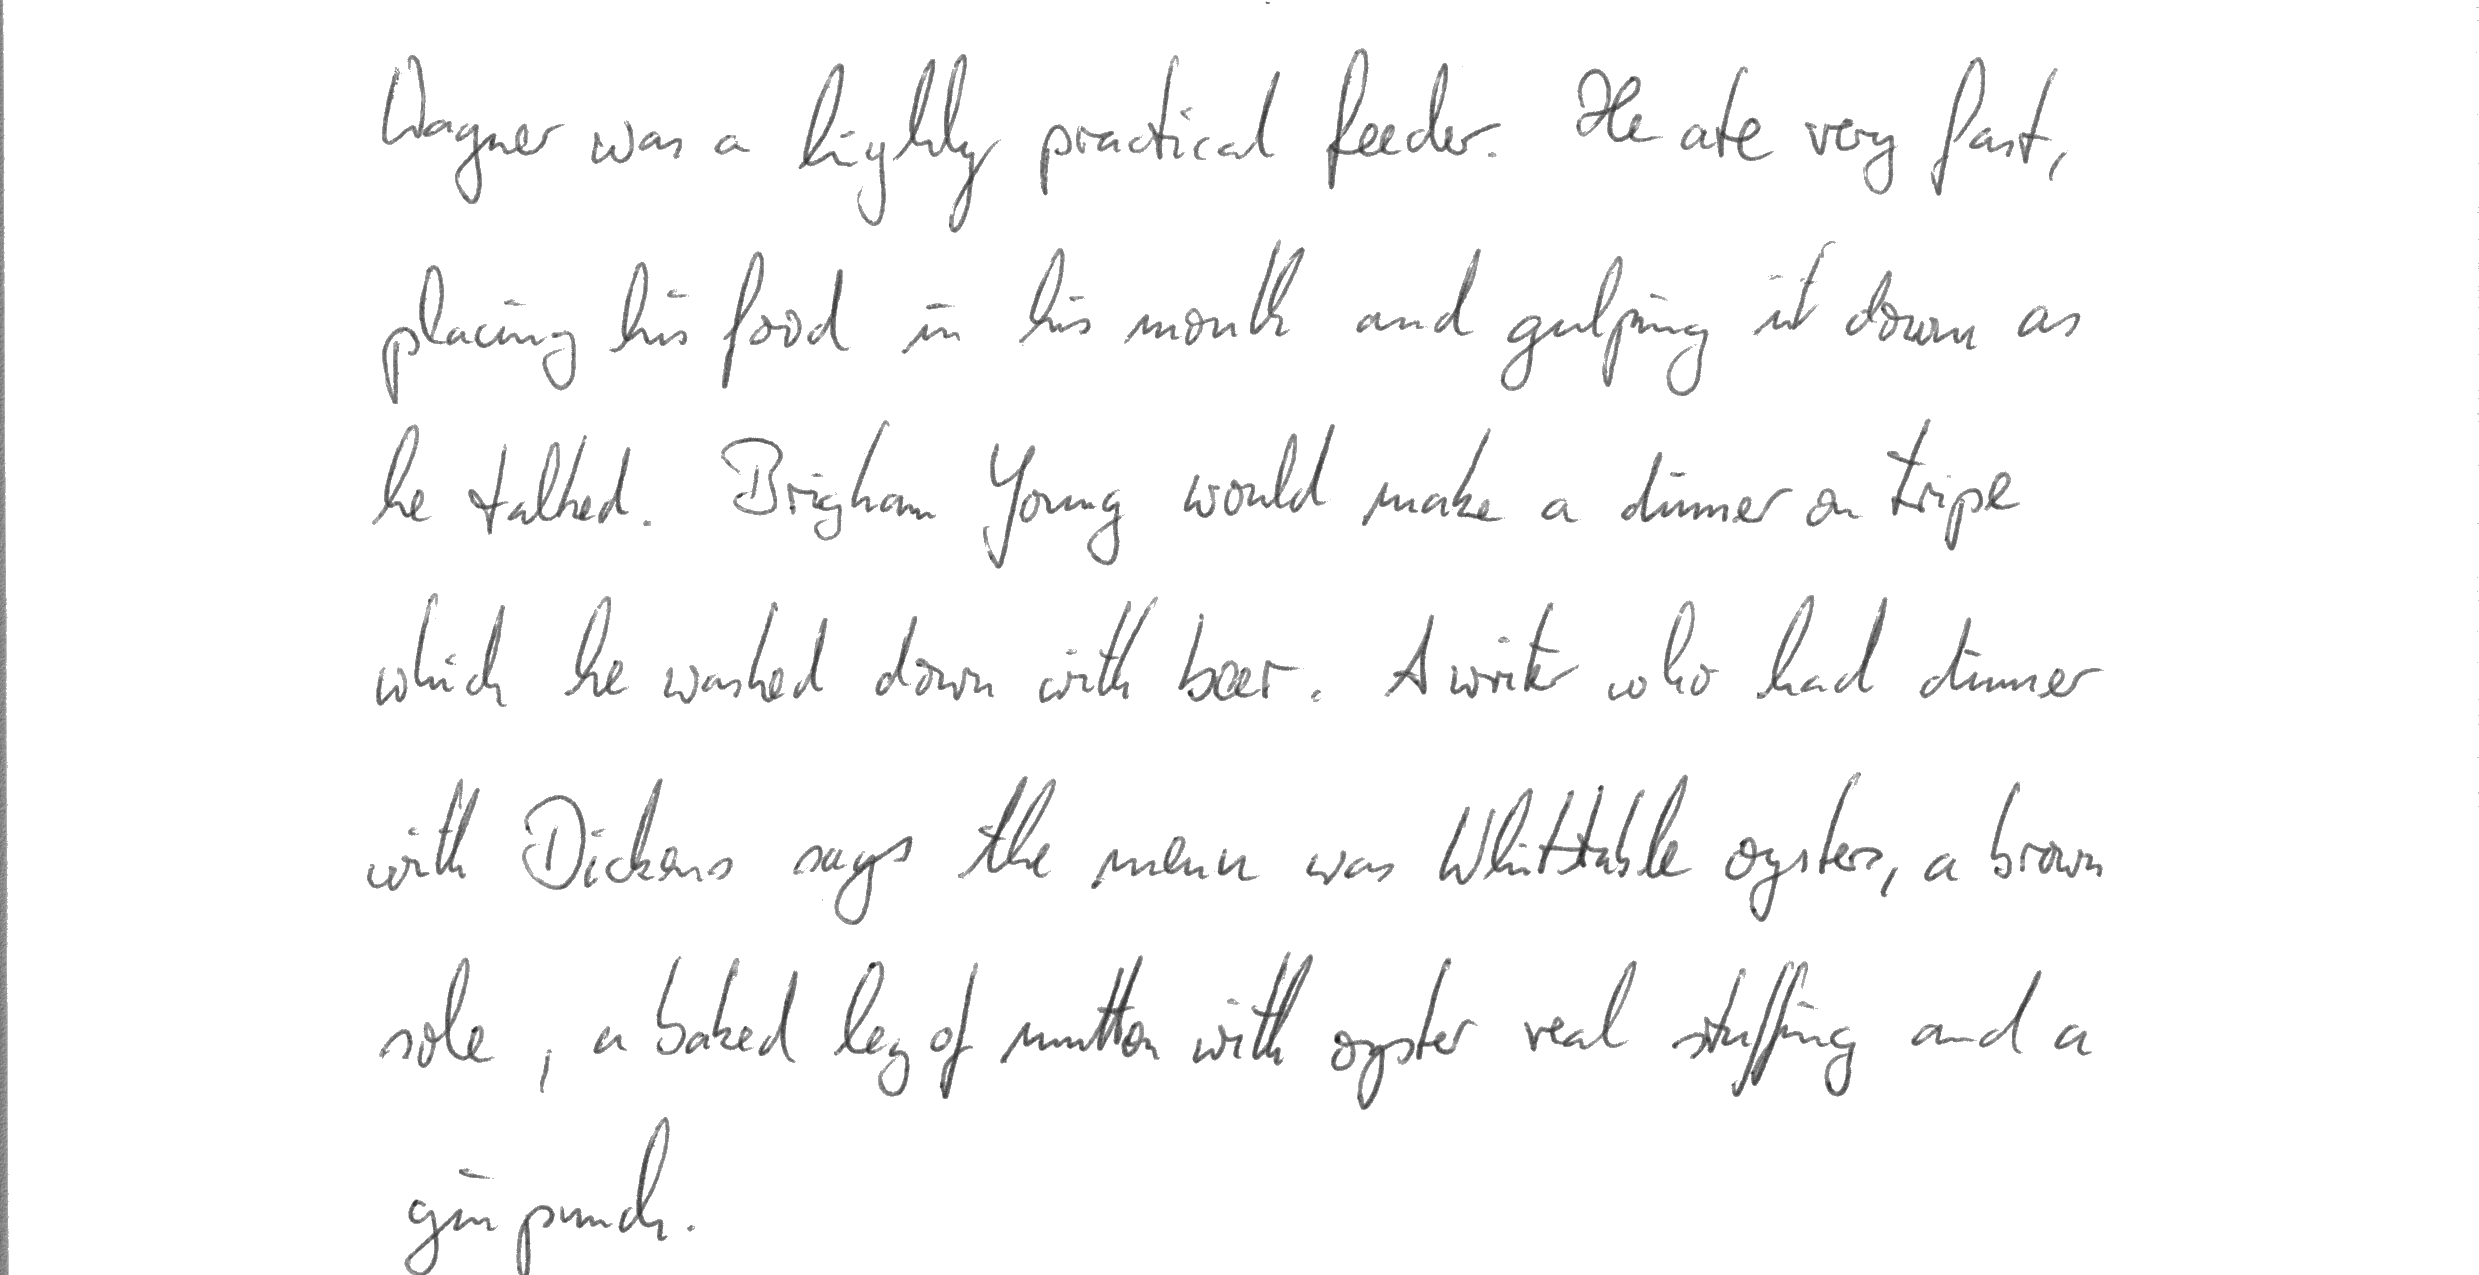 Wagner was a highly practical feeder. He ate very fast,
placing his food in his mouth and gulping it down as
he talked. Brigham Young would make a dinner on tripe
which he washed down with beer. A writer who had dinner
with Dickens says the menu was Whitstable oysters, a brown
sole, a baked leg of mutton with oyster veal stuffing and a
gin punch.